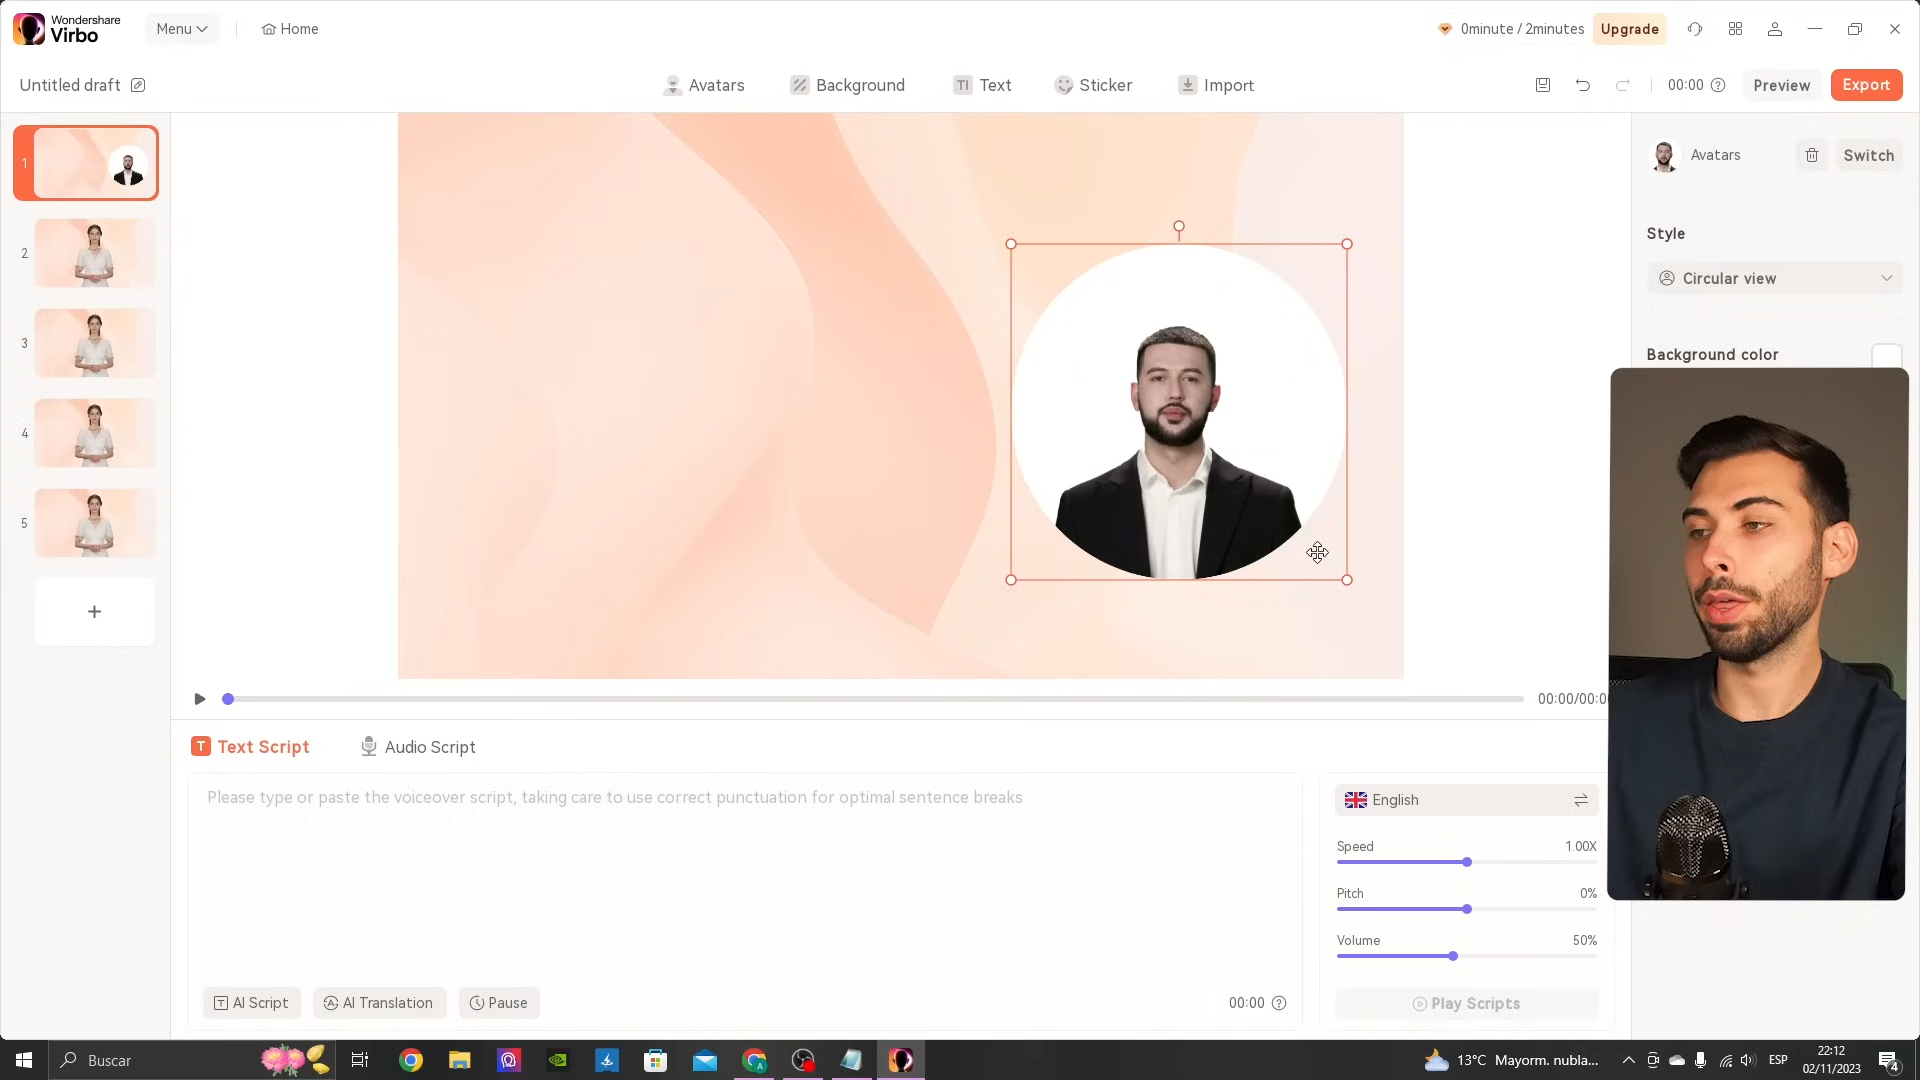 Wondershare
Virbo
Menu
Home
0minute / 2minutes
Upgrade
Untitled draft
Avatars
Background
TI
Text
Sticker
Import
00:00
Preview
Export
1
2
3
4
5
Avatars
Switch
Style
Circular view
Background color
00:00/00:0
T
Text Script
Audio Script
Please type or paste the voiceover script, taking care to use correct punctuation for optimal sentence breaks
English
Speed
1.00X
Pitch
0%
Volume
50%
AI Script
AI Translation
Pause
00:00
Play Scripts
Buscar
13°C Mayorm. nubla...
ESP
22:12
02/11/2023
4